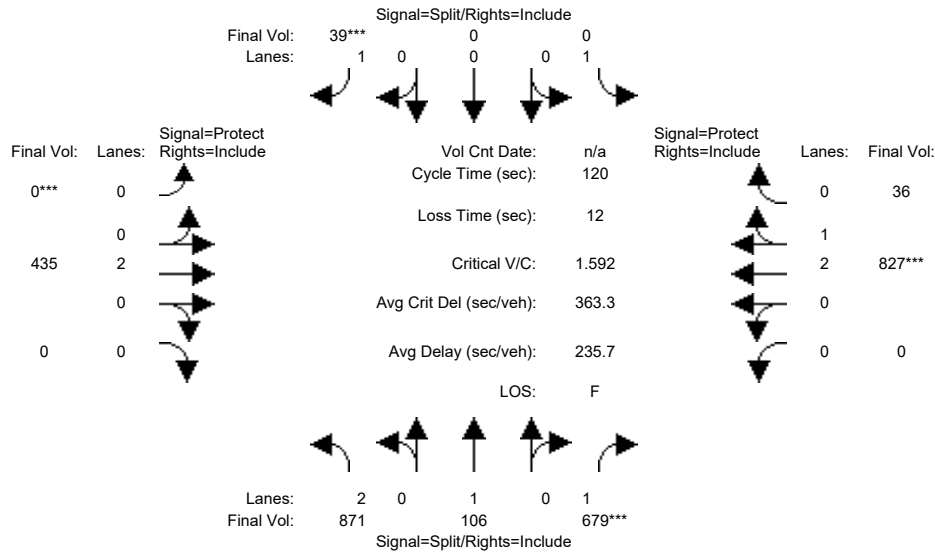 Signal=Split/Rights=Include
Final Vol: 39*** 0 0
Lanes: 1 0 0 0 1
Signal=Protect
Final Vol: Lanes: Rights=Include
Vol Cnt Date: n/a
Signal=Protect
Rights=Include Lanes: Final Vol:
Cycle Time (sec): 120
0*** 0
0 36
Loss Time (sec): 12
0
1
435 2
Critical V/C: 1.592
2 827***
0
Avg Crit Del (sec/veh): 363.3
0
0 0
Avg Delay (sec/veh): 235.7
0 0
LOS: F
Lanes: 2 0 1 0 1
Final Vol: 871 106 679***
Signal=Split/Rights=Include